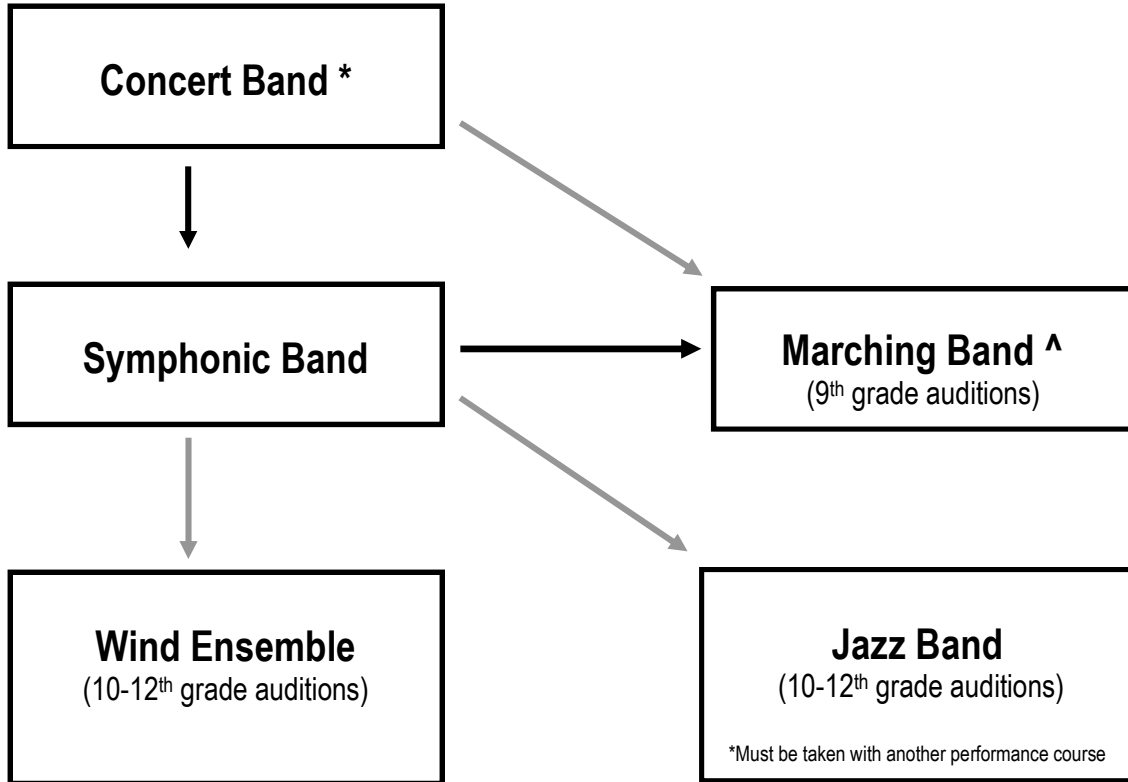 Concert Band *
Symphonic Band
Marching Band ^
(9th grade auditions)
Wind Ensemble
(10-12th grade auditions)
Jazz Band
(10-12th grade auditions)
*Must be taken with another performance course